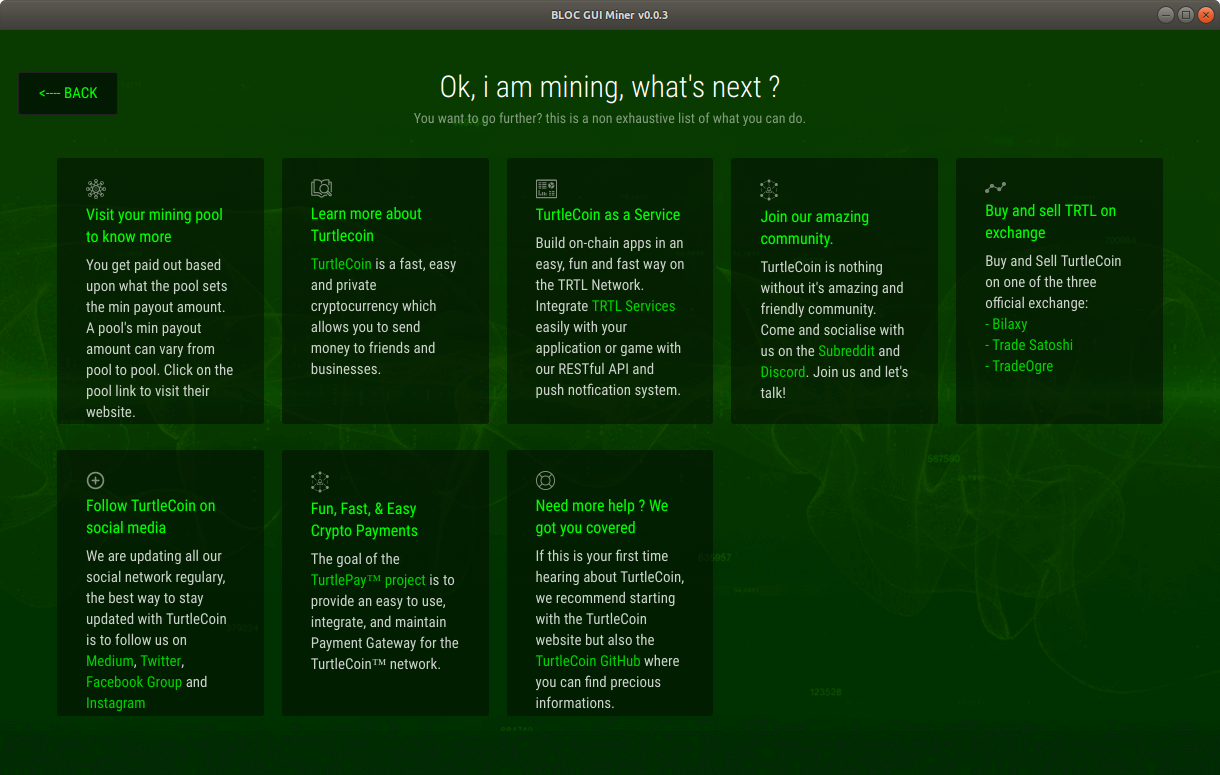 BLOC GUI Miner v0.0.3
<---- BACK
Ok, i am mining, what's next ?
You want to go further? this is a non exhaustive list of what you can do.
Visit your mining pool
to know more
You get paid out based
upon what the pool sets
the min payout amount.
A pool's min payout
amount can vary from
pool to pool. Click on the
pool link to visit their
website.
Learn more about
Turtlecoin
TurtleCoin is a fast, easy
and private
cryptocurrency which
allows you to send
money to friends and
businesses.
TurtleCoin as a Service
Build on-chain apps in an
easy, fun and fast way on
the TRTL Network.
Integrate TRTL Services
easily with your
application or game with
our RESTful API and
push notfication system.
Join our amazing
community.
TurtleCoin is nothing
without it's amazing and
friendly community.
Come and socialise with
us on the Subreddit and
Discord. Join us and let's
talk!
Buy and sell TRTL on
exchange
Buy and Sell TurtleCoin
on one of the three
official exchange:
- Bilaxy
- Trade Satoshi
- TradeOgre
Follow TurtleCoin on
social media
We are updating all our
social network regulary,
the best way to stay
updated with TurtleCoin
is to follow us on
Medium, Twitter,
Facebook Group and
Instagram
Fun, Fast, & Easy
Crypto Payments
The goal of the
TurtlePay™ project is to
provide an easy to use,
integrate, and maintain
Payment Gateway for the
TurtleCoin™ network.
Need more help ? We
got you covered
If this is your first time
hearing about TurtleCoin,
we recommend starting
with the TurtleCoin
website but also the
TurtleCoin GitHub where
you can find precious
informations.